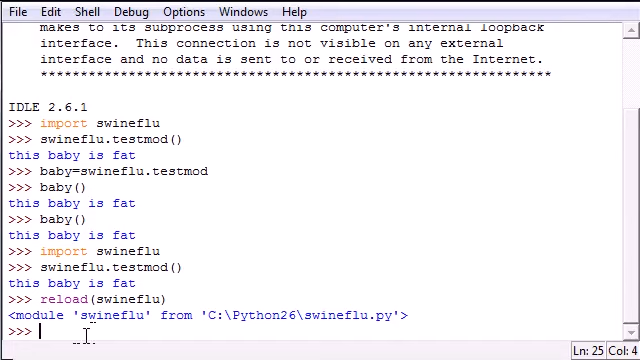 File Edit Shell Debug Options Windows Help
makes to its subprocess using this computer's internal loopback
interface. This connection is not visible on any external
interface and no data is sent to or received from the Internet.
****************************************************************
IDLE 2.6.1
>>> import swineflu
>>> swineflu.testmod()
this baby is fat
>>> baby=swineflu.testmod
>>> baby()
this baby is fat
>>> baby()
this baby is fat
>>> import swineflu
>>> swineflu.testmod()
this baby is fat
>>> reload(swineflu)
<module 'swineflu' from 'C:\Python26\swineflu.py'>
>>>
Ln: 25 Col: 4